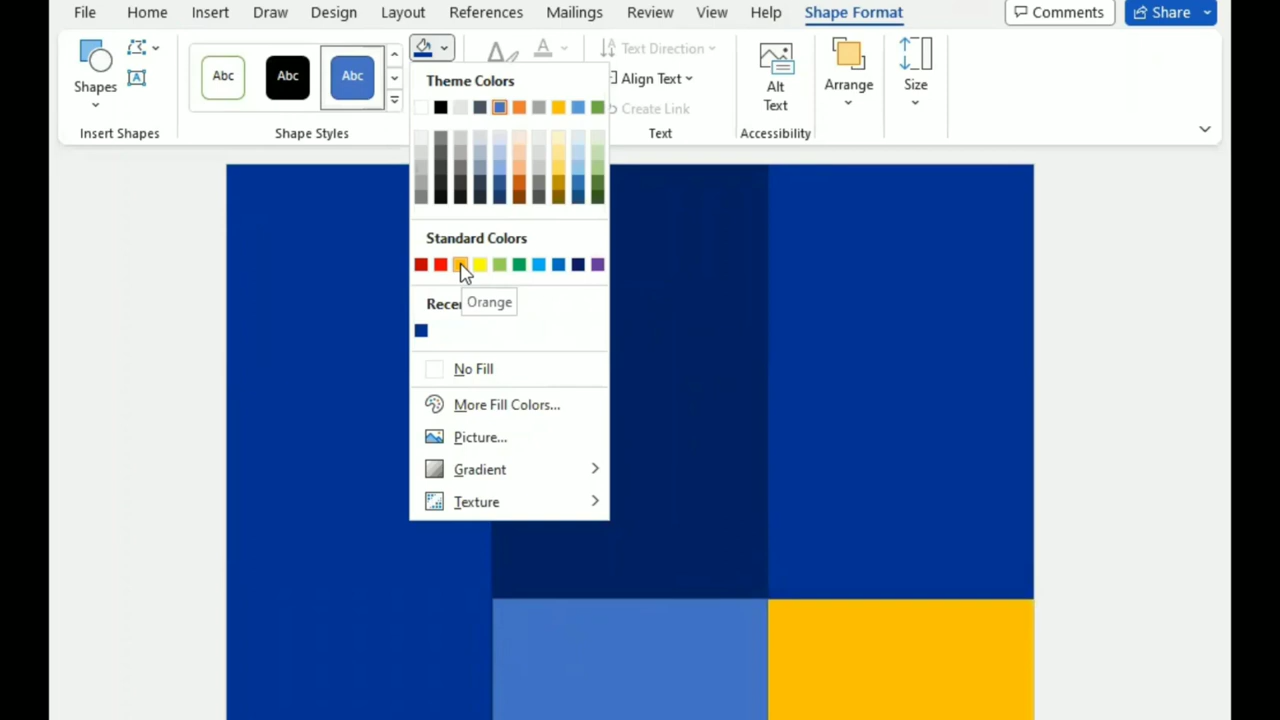 File Home Insert Draw Design Layout References Mailings Review View Help Shape Format Comments Share
Abc Abc Abc
Shapes
Insert Shapes
Shape Styles
Theme Colors
Standard Colors
Orange
No Fill
More Fill Colors...
Picture...
Gradient
Texture
Text Direction
Align Text
Create Link
Text
Alt
Text
Accessibility
Arrange
Size